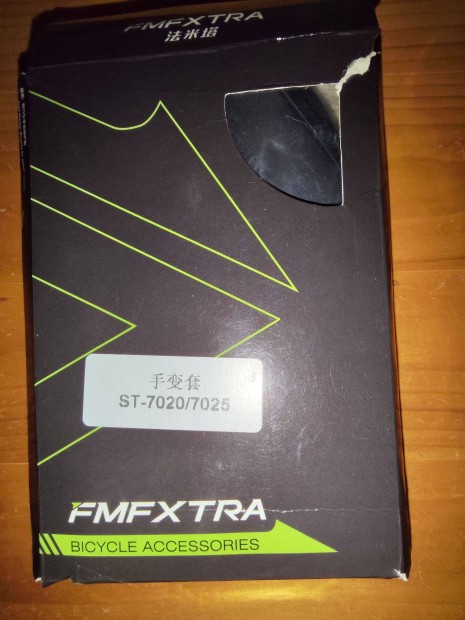 FMFXTRA
法米塔
手变套
ST-7020/7025
FMFXTRA
BICYCLE ACCESSORIES